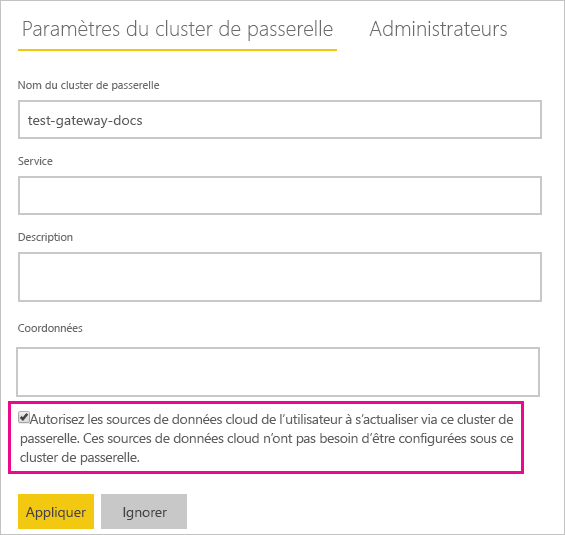 Paramètres du cluster de passerelle Administrateurs
Nom du cluster de passerelle
test-gateway-docs
Service
Description
Coordonnées
Autorisez les sources de données cloud de l'utilisateur à s'actualiser via ce cluster de
passerelle. Ces sources de données cloud n'ont pas besoin d'être configurées sous ce
cluster de passerelle.
Appliquer Ignorer